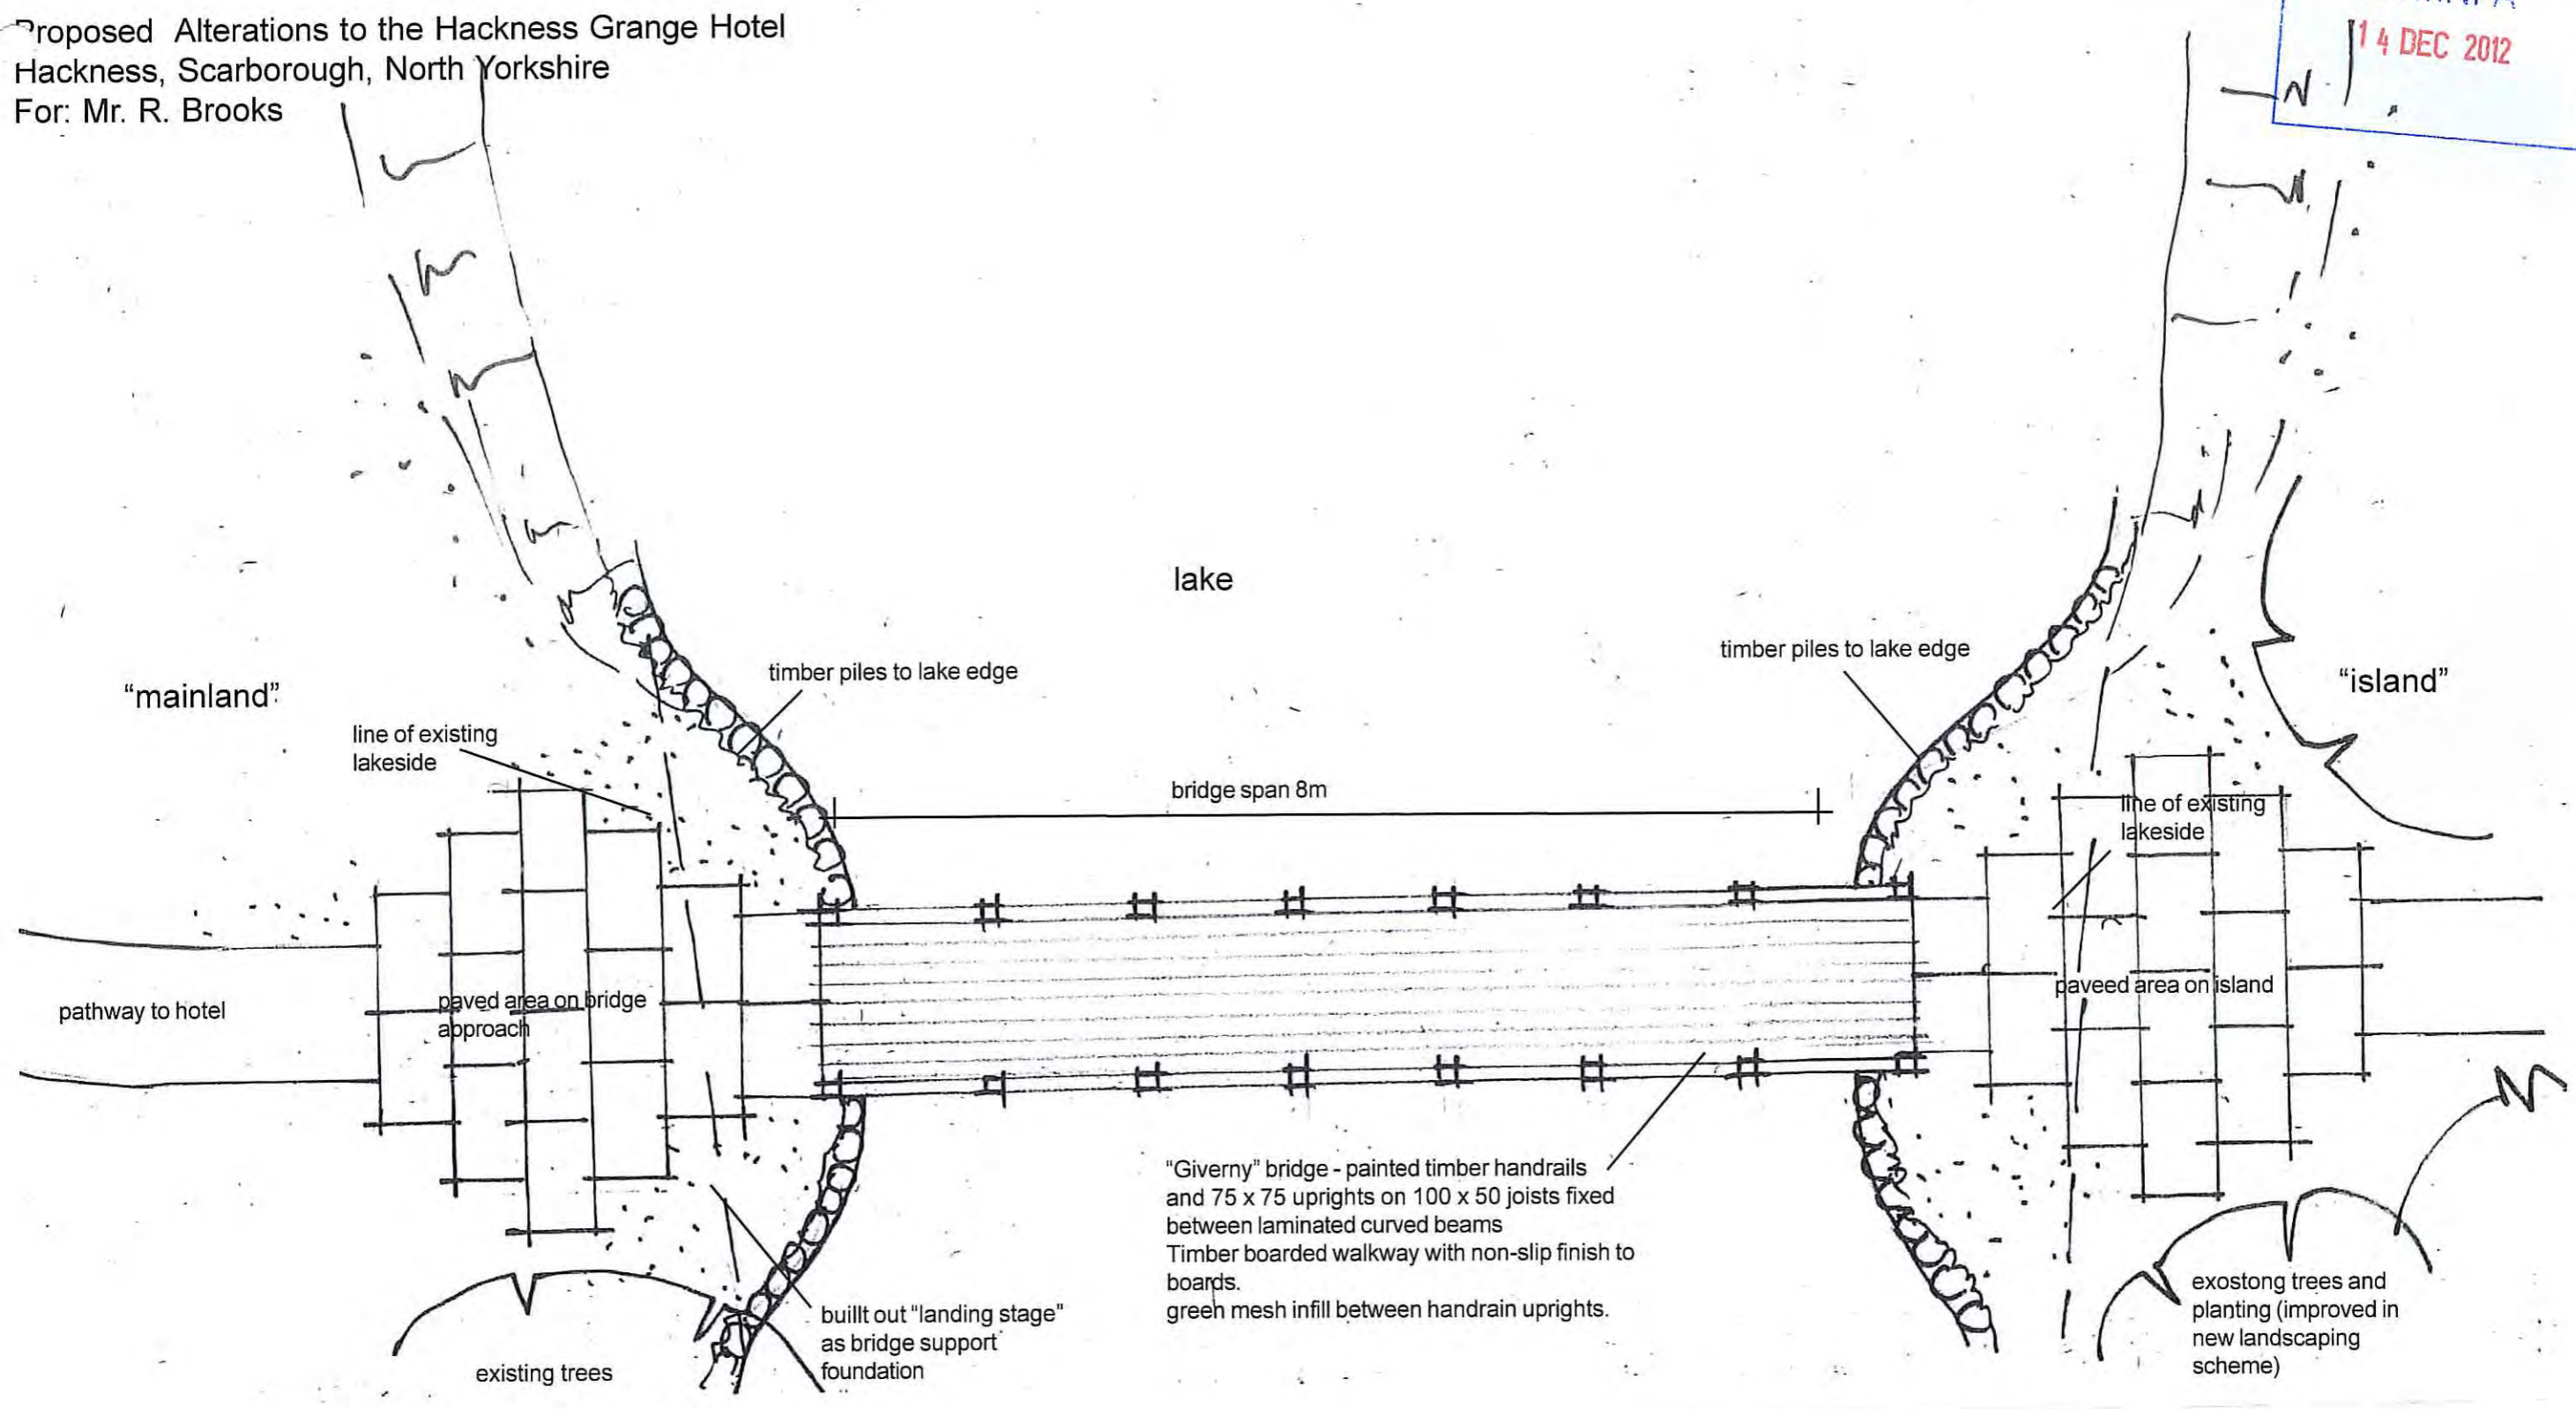 Proposed Alterations to the Hackness Grange Hotel
Hackness, Scarborough, North Yorkshire
For: Mr. R. Brooks
14 DEC 2012
lake
timber piles to lake edge
timber piles to lake edge
"mainland"
"island"
line of existing
lakeside
bridge span 8m
line of existing
lakeside
pathway to hotel
paved area on bridge
approach
paveed area on island
"Giverny" bridge - painted timber handrails
and 75 x 75 uprights on 100 x 50 joists fixed
between laminated curved beams
Timber boarded walkway with non-slip finish to
boards.
green mesh infill between handrain uprights.
buillt out "landing stage"
as bridge support
foundation
existing trees
exostong trees and
planting (improved in
new landscaping
scheme)